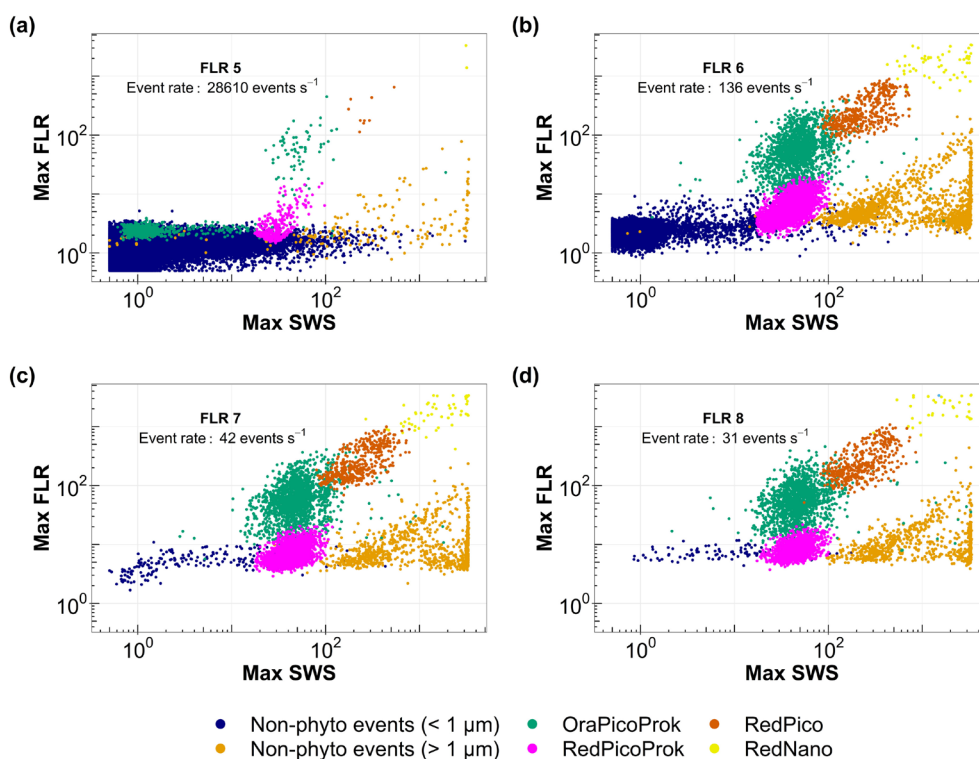 (a)
FLR 5
Event rate : 28610 events s⁻¹
Max FLR
10²
10⁰
10⁰
10²
Max SWS
(b)
FLR 6
Event rate : 136 events s⁻¹
Max FLR
10²
10⁰
10⁰
10²
Max SWS
(c)
FLR 7
Event rate : 42 events s⁻¹
Max FLR
10²
10⁰
10⁰
10²
Max SWS
(d)
FLR 8
Event rate : 31 events s⁻¹
Max FLR
10²
10⁰
10⁰
10²
Max SWS
Non-phyto events (< 1 µm)
OraPicoProk
RedPico
Non-phyto events (> 1 µm)
RedPicoProk
RedNano